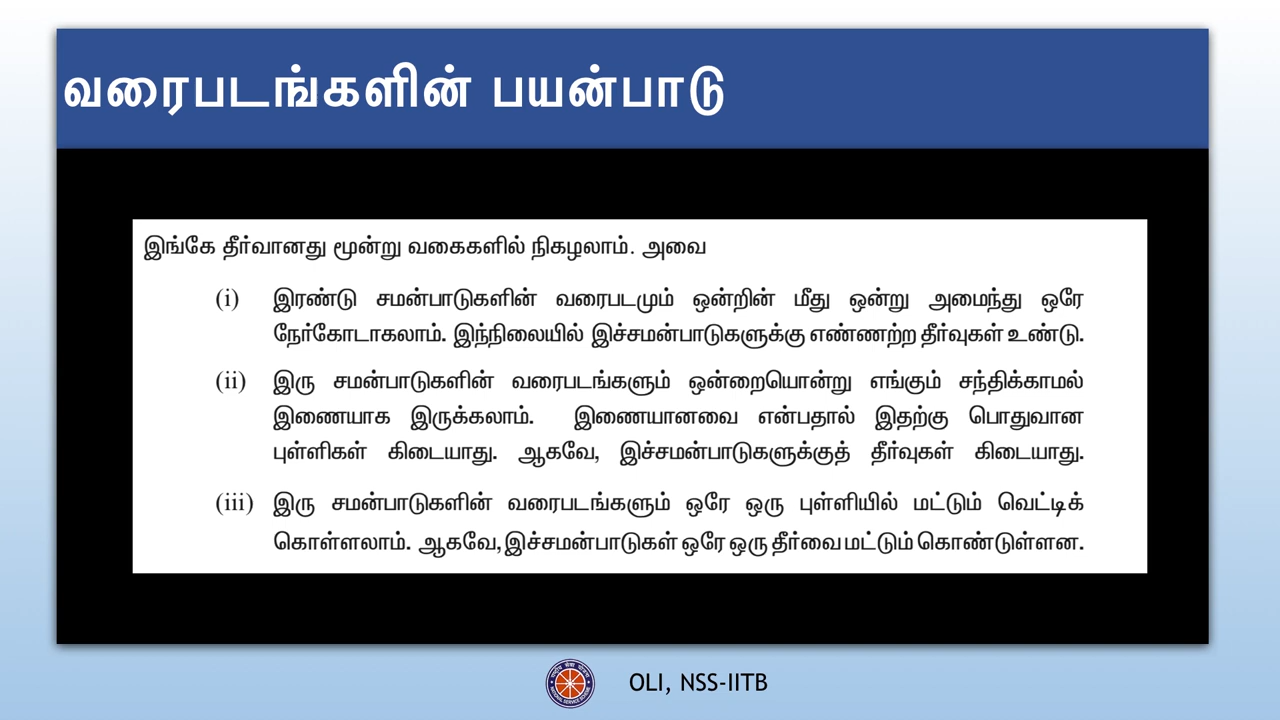 வரைபடங்களின் பயன்பாடு
இங்கே தீர்வானது மூன்று வகைகளில் நிகழலாம். அவை
(i) இரண்டு சமன்பாடுகளின் வரைபடமும் ஒன்றின் மீது ஒன்று அமைந்து ஒரே
நேர்கோடாகலாம். இந்நிலையில் இச்சமன்பாடுகளுக்கு எண்ணற்ற தீர்வுகள் உண்டு.
(ii) இரு சமன்பாடுகளின் வரைபடங்களும் ஒன்றையொன்று எங்கும் சந்திக்காமல்
இணையாக இருக்கலாம். இணையானவை என்பதால் இதற்கு பொதுவான
புள்ளிகள் கிடையாது. ஆகவே, இச்சமன்பாடுகளுக்குத் தீர்வுகள் கிடையாது.
(iii) இரு சமன்பாடுகளின் வரைபடங்களும் ஒரே ஒரு புள்ளியில் மட்டும் வெட்டிக்
கொள்ளலாம். ஆகவே, இச்சமன்பாடுகள் ஒரே ஒரு தீர்வை மட்டும் கொண்டுள்ளன.
OLI, NSS-IITB